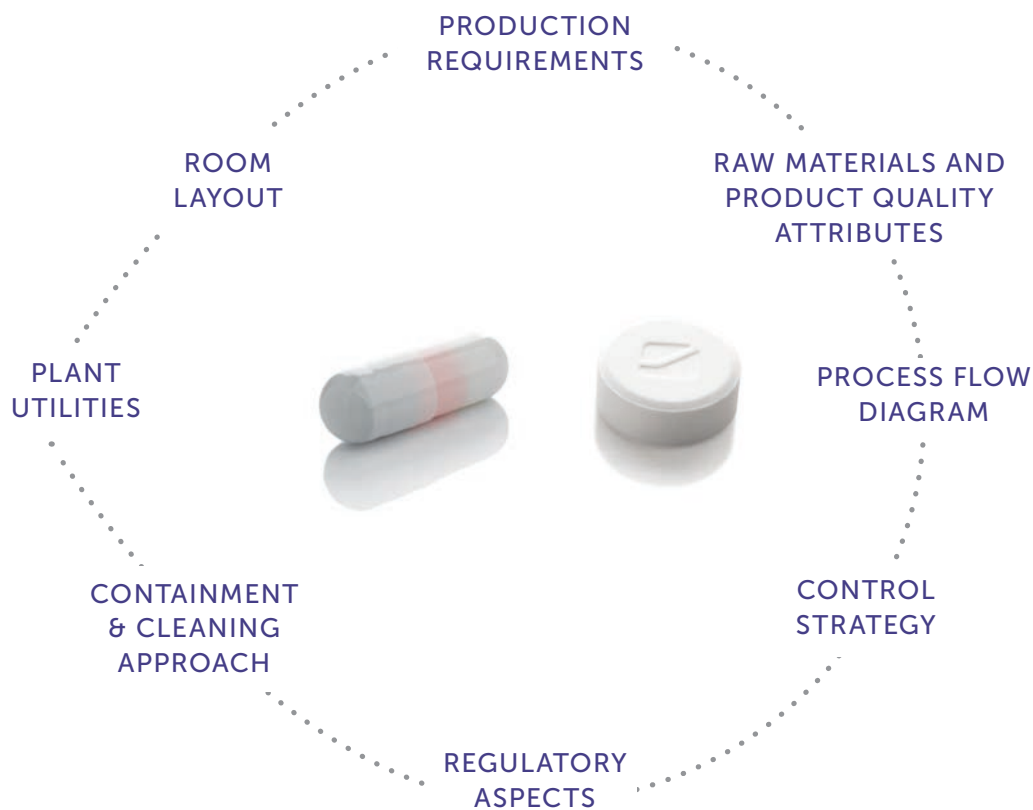 PRODUCTION
REQUIREMENTS
RAW MATERIALS AND
PRODUCT QUALITY
ATTRIBUTES
PROCESS FLOW
DIAGRAM
CONTROL
STRATEGY
REGULATORY
ASPECTS
CONTAINMENT
& CLEANING
APPROACH
PLANT
UTILITIES
ROOM
LAYOUT